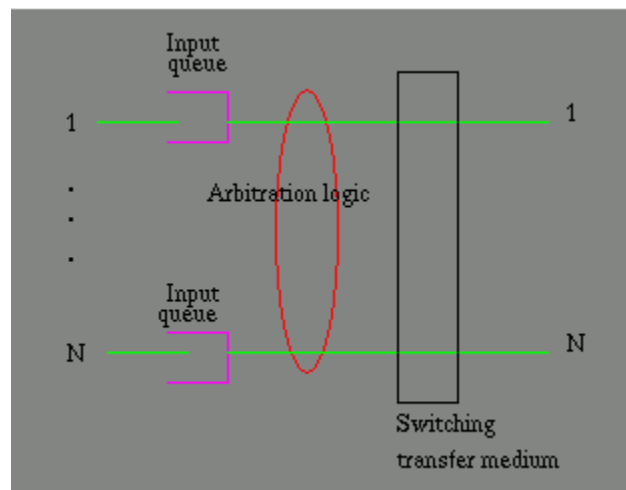 Input
queue
1
1
.
Arbitration logic
.
.
Input
queue
N
N
Switching
transfer medium